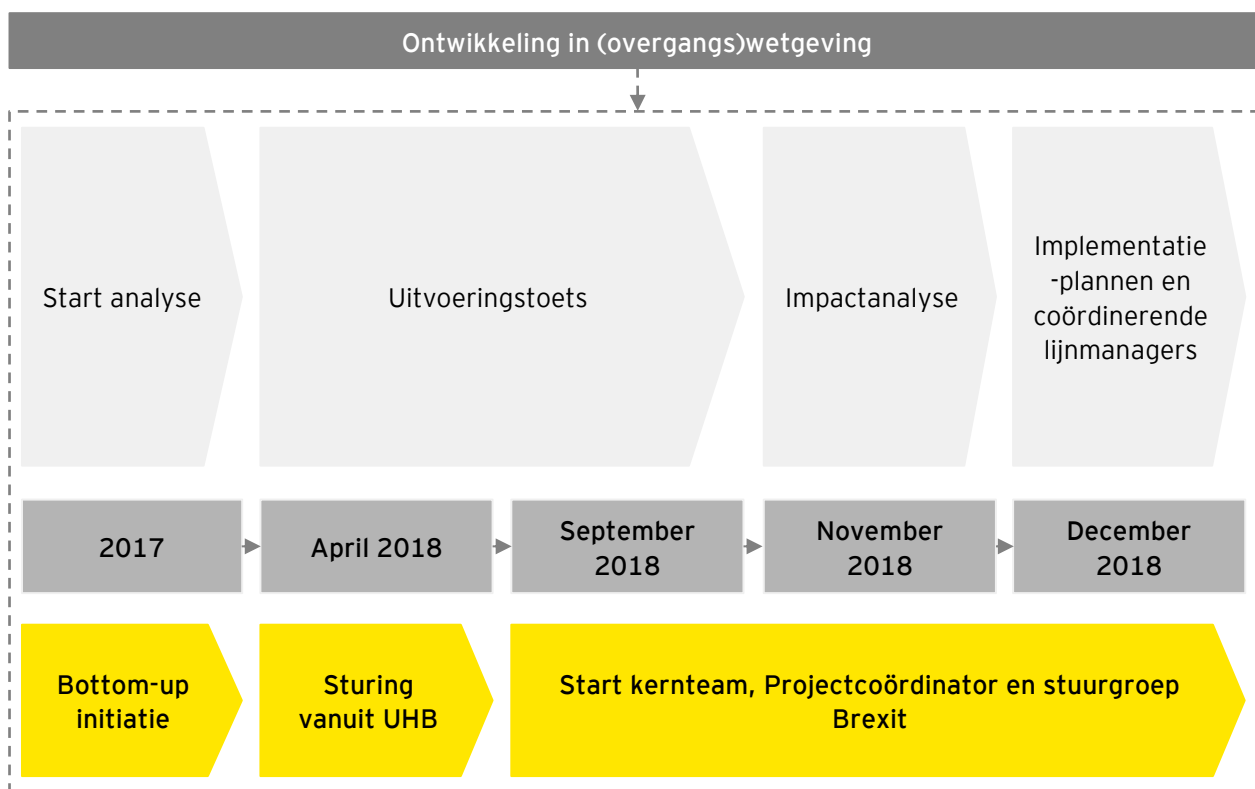 Ontwikkeling in (overgangs)wetgeving
Start analyse
Uitvoeringstoets
Impactanalyse
Implementatie
-plannen en
coördinerende
lijnmanagers
2017
April 2018
September
2018
November
2018
December
2018
Bottom-up
initiatie
Sturing
vanuit UHB
Start kernteam, Projectcoördinator en stuurgroep
Brexit